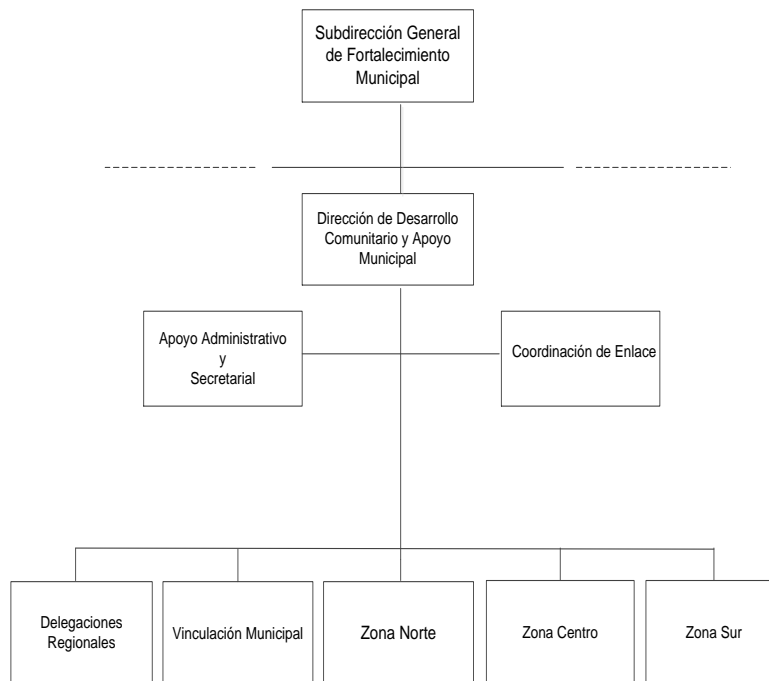 Subdirección General
de Fortalecimiento
Municipal
Dirección de Desarrollo
Comunitario y Apoyo
Municipal
Apoyo Administrativo
y
Secretarial
Coordinación de Enlace
Delegaciones
Regionales
Vinculación Municipal
Zona Norte
Zona Centro
Zona Sur